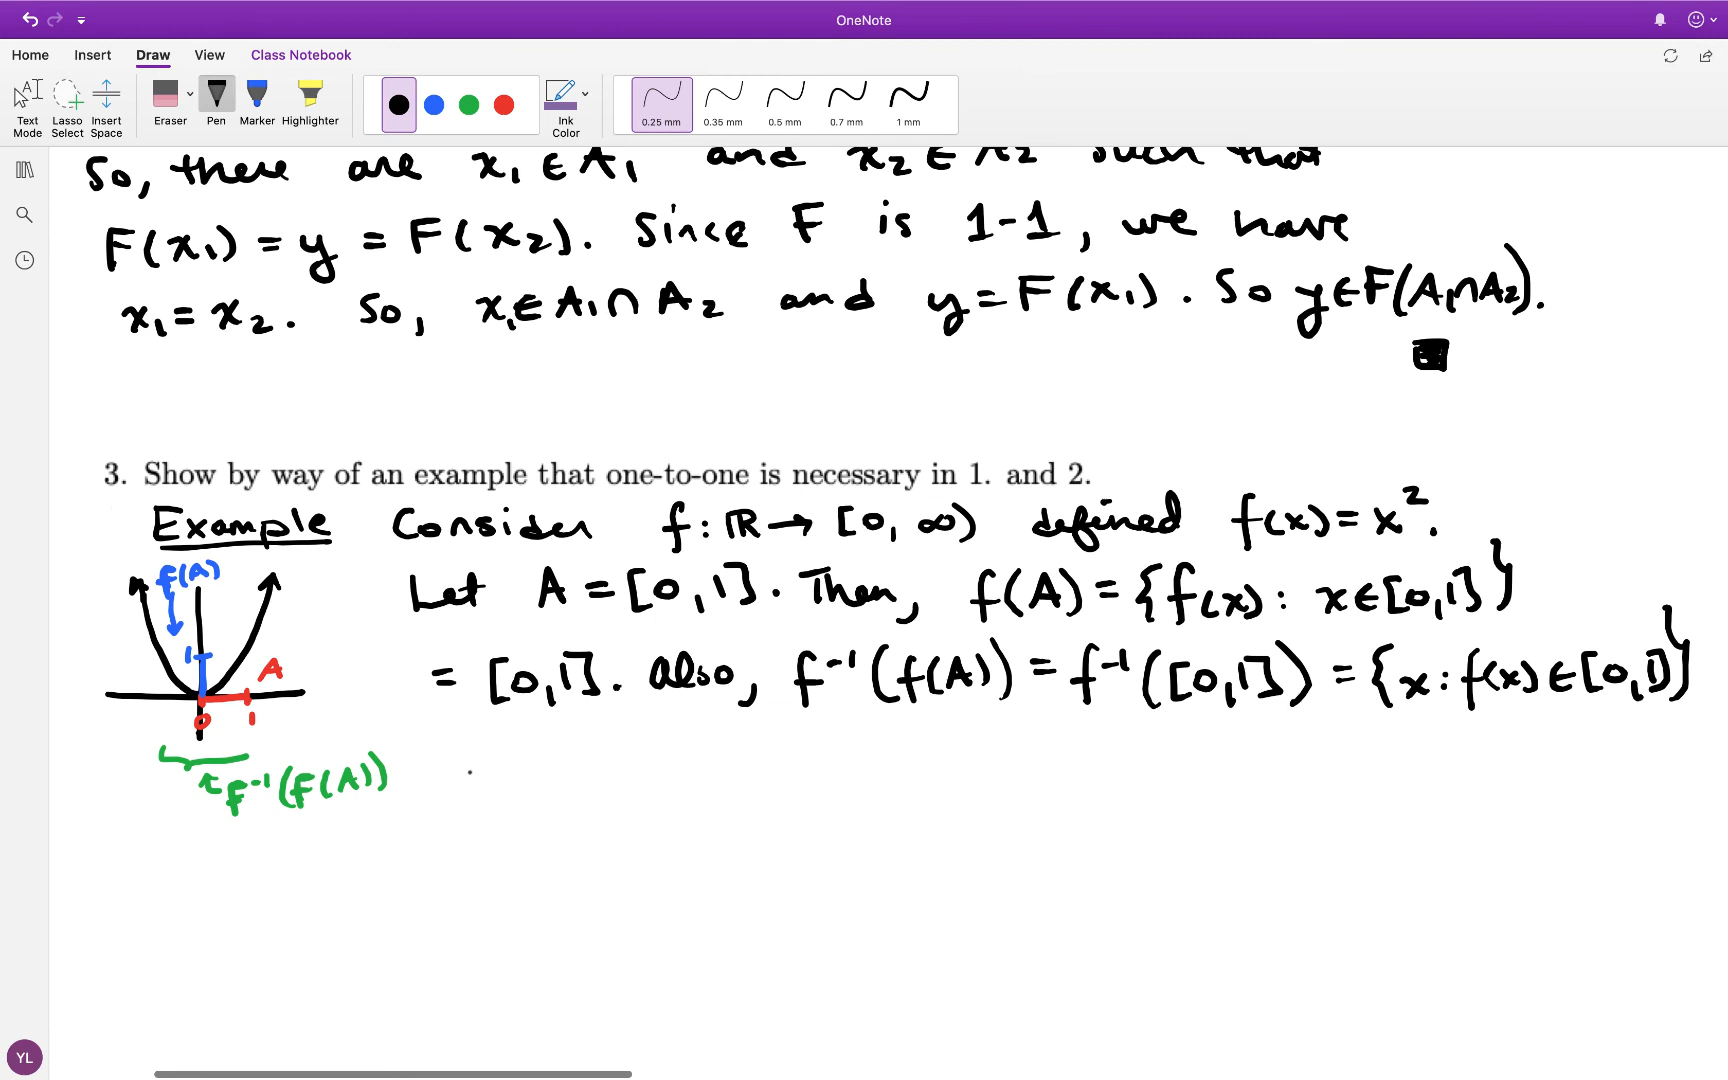 OneNote
Home Insert Draw View Class Notebook
Text Mode Lasso Select Insert Space Eraser Pen Marker Highlighter Ink Color 0.25 mm 0.35 mm 0.5 mm 0.7 mm 1 mm
So, there are x₁ ∈ A₁ and x₂ ∈ A₂ such that
F(x₁) = y = F(x₂). Since F is 1-1, we have
x₁ = x₂. So, x₁ ∈ A₁ ∩ A₂ and y = F(x₁). So y ∈ F(A₁∩A₂).
3. Show by way of an example that one-to-one is necessary in 1. and 2.
Example Consider f: ℝ → [0, ∞) defined f(x) = x².
Let A = [0,1]. Then, f(A) = {f(x): x ∈ [0,1]}
= [0,1]. Also, f⁻¹(f(A)) = f⁻¹([0,1]) = {x: f(x) ∈ [0,1]}
f(A)
1
A
0 1
f⁻¹(f(A))
YL